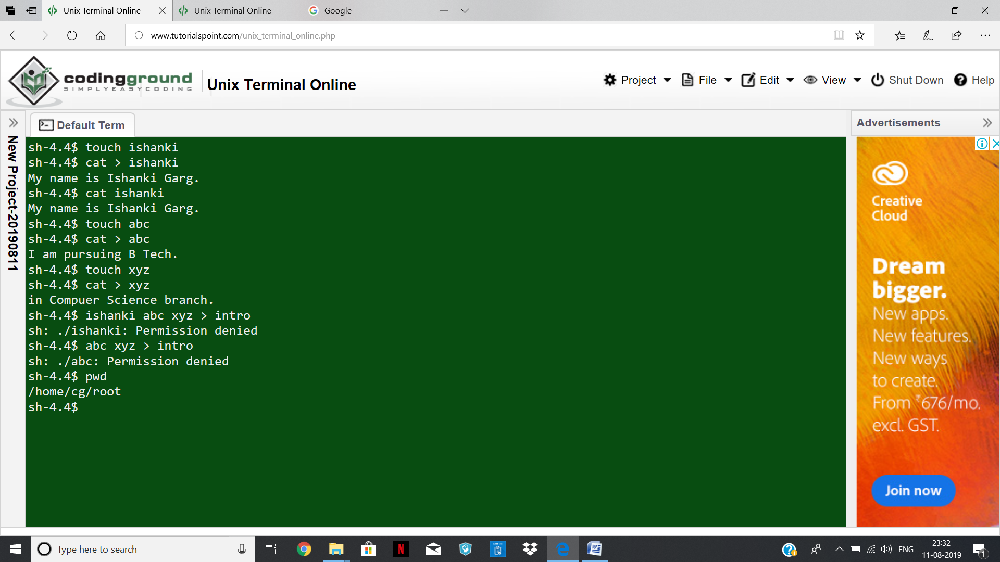 Unix Terminal Online
Unix Terminal Online
Google
www.tutorialspoint.com/unix_terminal_online.php
codingground
SIMPLYEASYCODING
Unix Terminal Online
Project
File
Edit
View
Shut Down
Help
New Project-20190811
Default Term
sh-4.4$ touch ishanki
sh-4.4$ cat > ishanki
My name is Ishanki Garg.
sh-4.4$ cat ishanki
My name is Ishanki Garg.
sh-4.4$ touch abc
sh-4.4$ cat > abc
I am pursuing B Tech.
sh-4.4$ touch xyz
sh-4.4$ cat > xyz
in Compuer Science branch.
sh-4.4$ ishanki abc xyz > intro
sh: ./ishanki: Permission denied
sh-4.4$ abc xyz > intro
sh: ./abc: Permission denied
sh-4.4$ pwd
/home/cg/root
sh-4.4$
Advertisements
Creative
Cloud
Dream
bigger.
New apps.
New features.
New ways
to create.
From ₹676/mo.
excl. GST.
Join now
Type here to search
ENG
23:32
11-08-2019
1